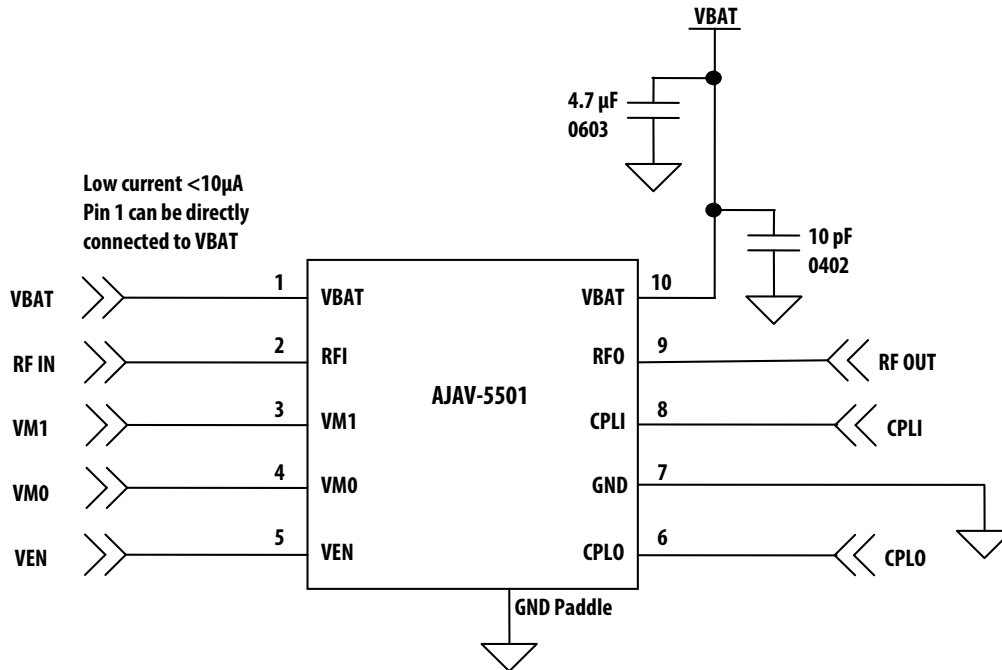 VBAT
4.7 µF
0603
Low current <10µA
Pin 1 can be directly
connected to VBAT
10 pF
0402
VBAT
1
VBAT
VBAT
10
RF IN
2
RFI
RFO
9
RF OUT
AJAV-5501
VM1
3
VM1
CPLI
8
CPLI
VM0
4
VM0
GND
7
VEN
5
VEN
CPLO
6
CPLO
GND Paddle